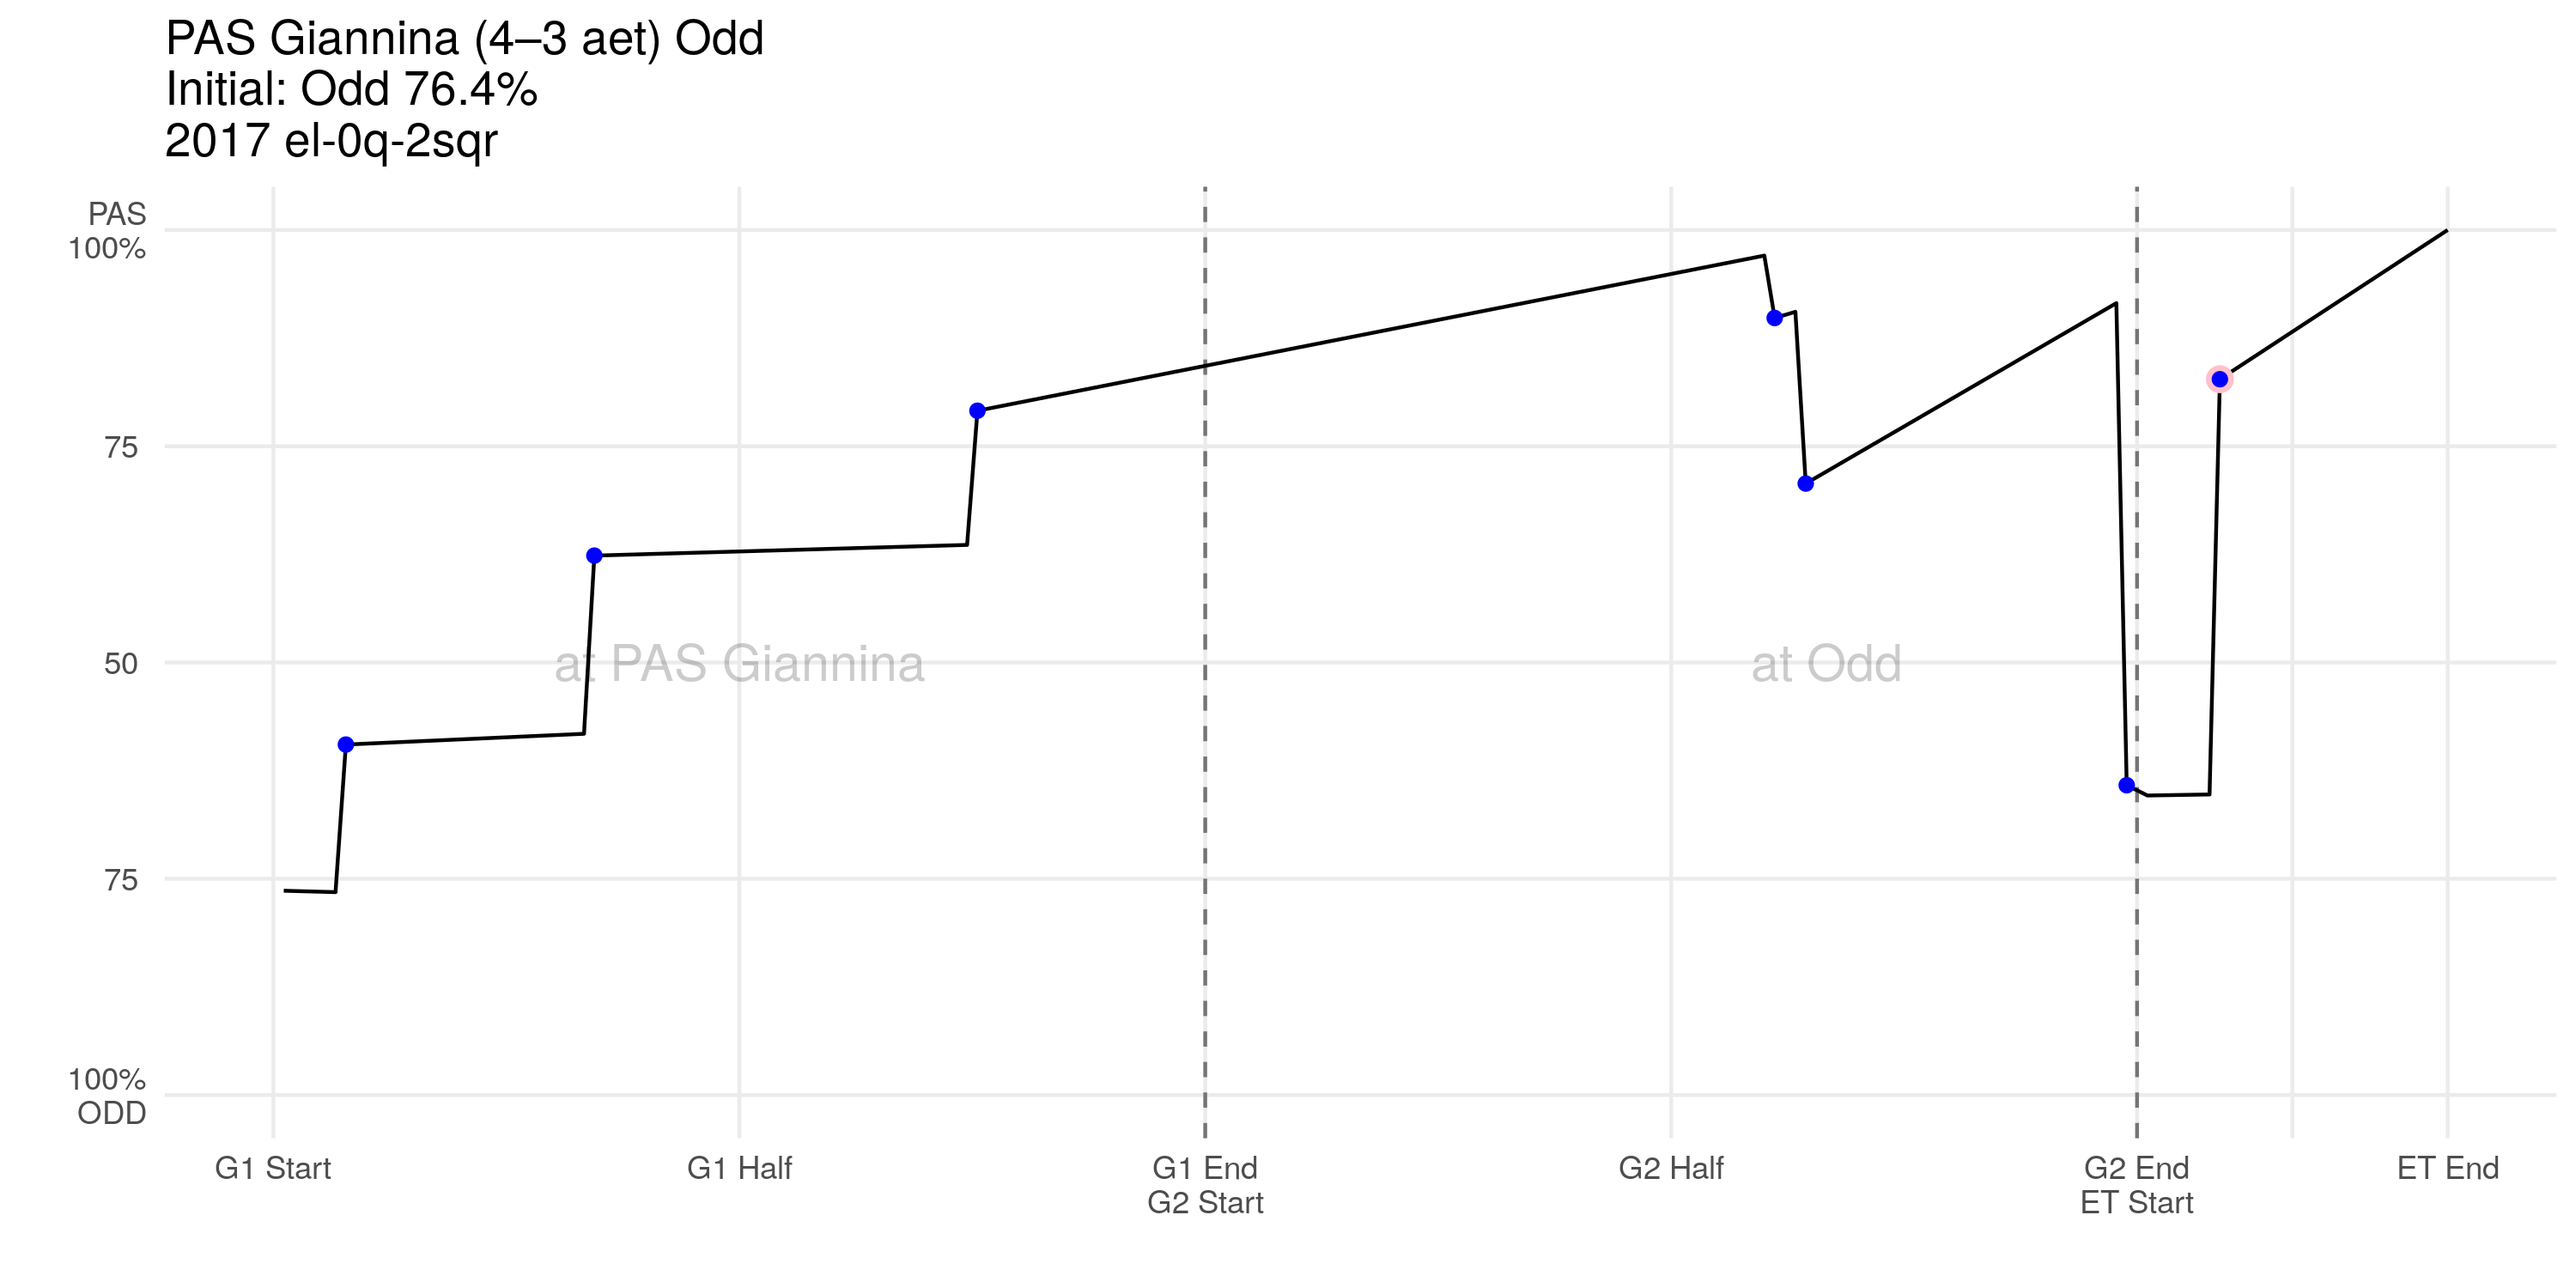 PAS Giannina (4–3 aet) Odd
Initial: Odd 76.4%
2017 el-0q-2sqr
PAS
100%
75
50
75
100%
ODD
at PAS Giannina
at Odd
G1 Start
G1 Half
G1 End
G2 Start
G2 Half
G2 End
ET Start
ET End